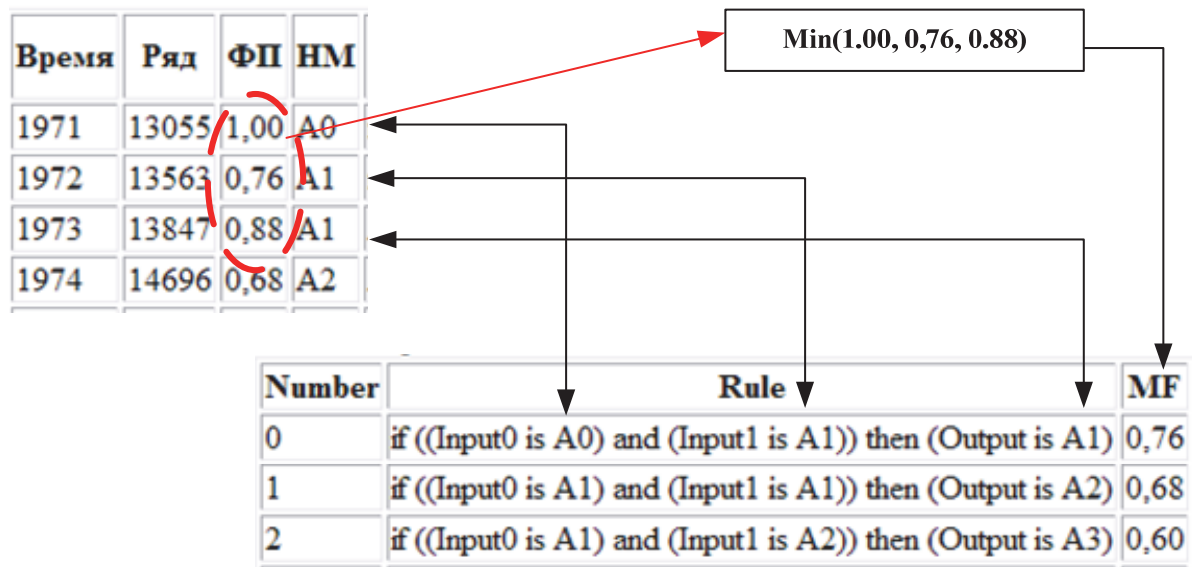 Время Ряд ФП НМ
1971 13055 1,00 A0
1972 13563 0,76 A1
1973 13847 0,88 A1
1974 14696 0,68 A2
Min(1.00, 0,76, 0.88)
Number Rule MF
0 if ((Input0 is A0) and (Input1 is A1)) then (Output is A1) 0,76
1 if ((Input0 is A1) and (Input1 is A1)) then (Output is A2) 0,68
2 if ((Input0 is A1) and (Input1 is A2)) then (Output is A3) 0,60